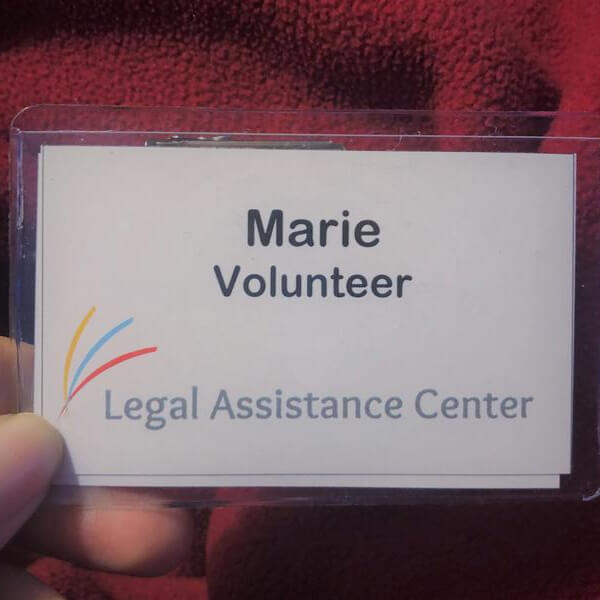 Marie
Volunteer
Legal Assistance Center